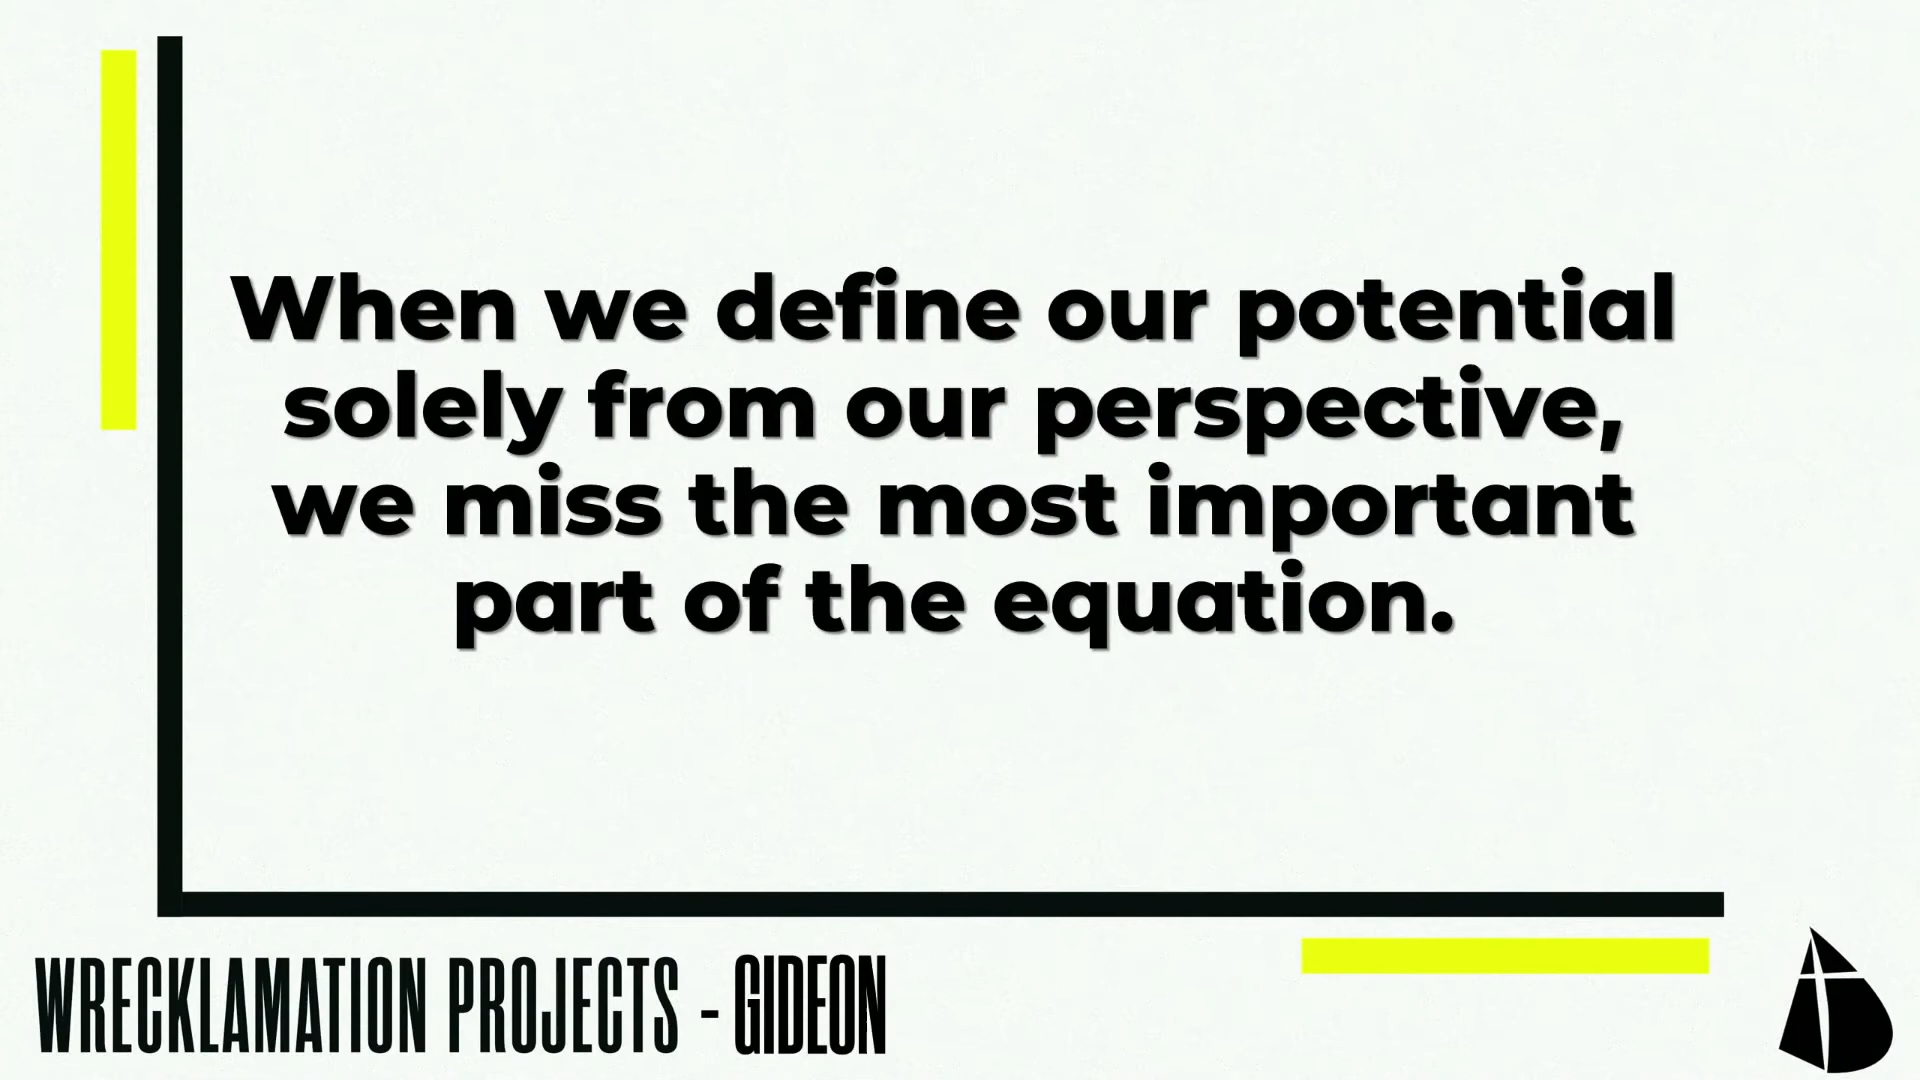 When we define our potential
solely from our perspective,
we miss the most important
part of the equation.
WRECKLAMATION PROJECTS - GIDEON